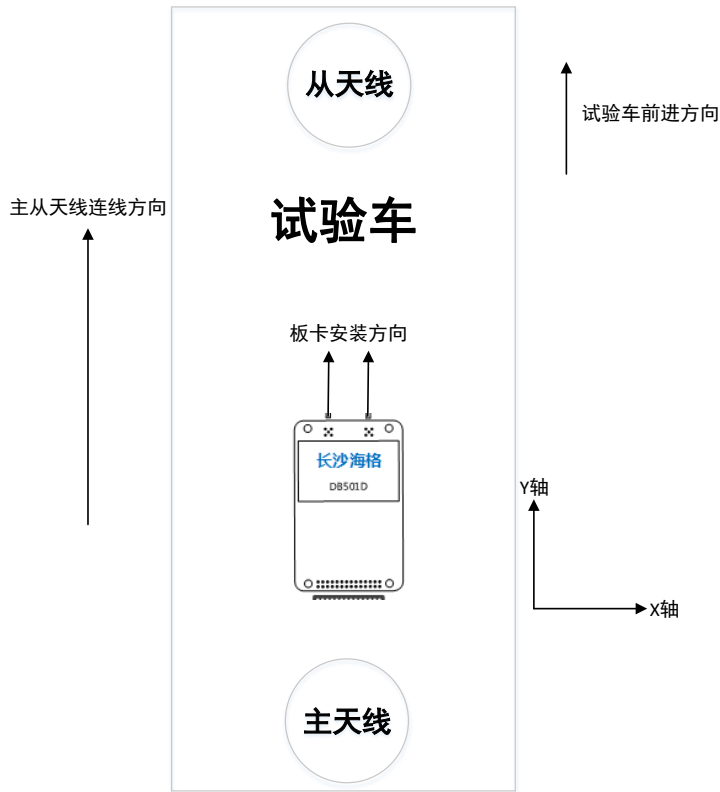 从天线
试验车前进方向
主从天线连线方向
试验车
板卡安装方向
长沙海格
DB501D
Y轴
X轴
主天线